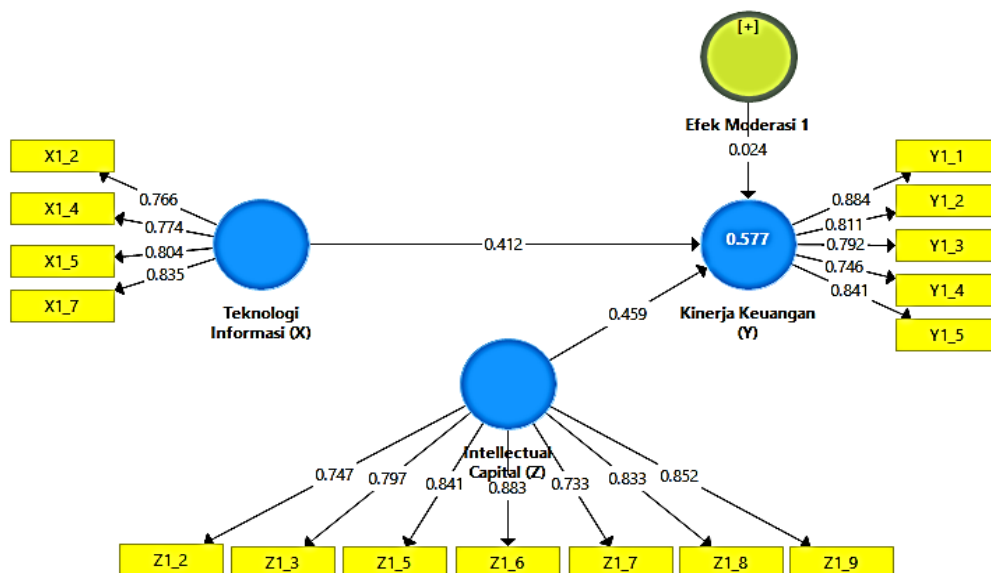 [+]
Efek Moderasi 1
0.024
X1_2
X1_4
X1_5
X1_7
0.766
0.774
0.804
0.835
Teknologi
Informasi (X)
0.412
0.577
Kinerja Keuangan
(Y)
0.884
0.811
0.792
0.746
0.841
Y1_1
Y1_2
Y1_3
Y1_4
Y1_5
0.459
Intellectual
Capital (Z)
0.747
0.797
0.841
0.883
0.733
0.833
0.852
Z1_2
Z1_3
Z1_5
Z1_6
Z1_7
Z1_8
Z1_9